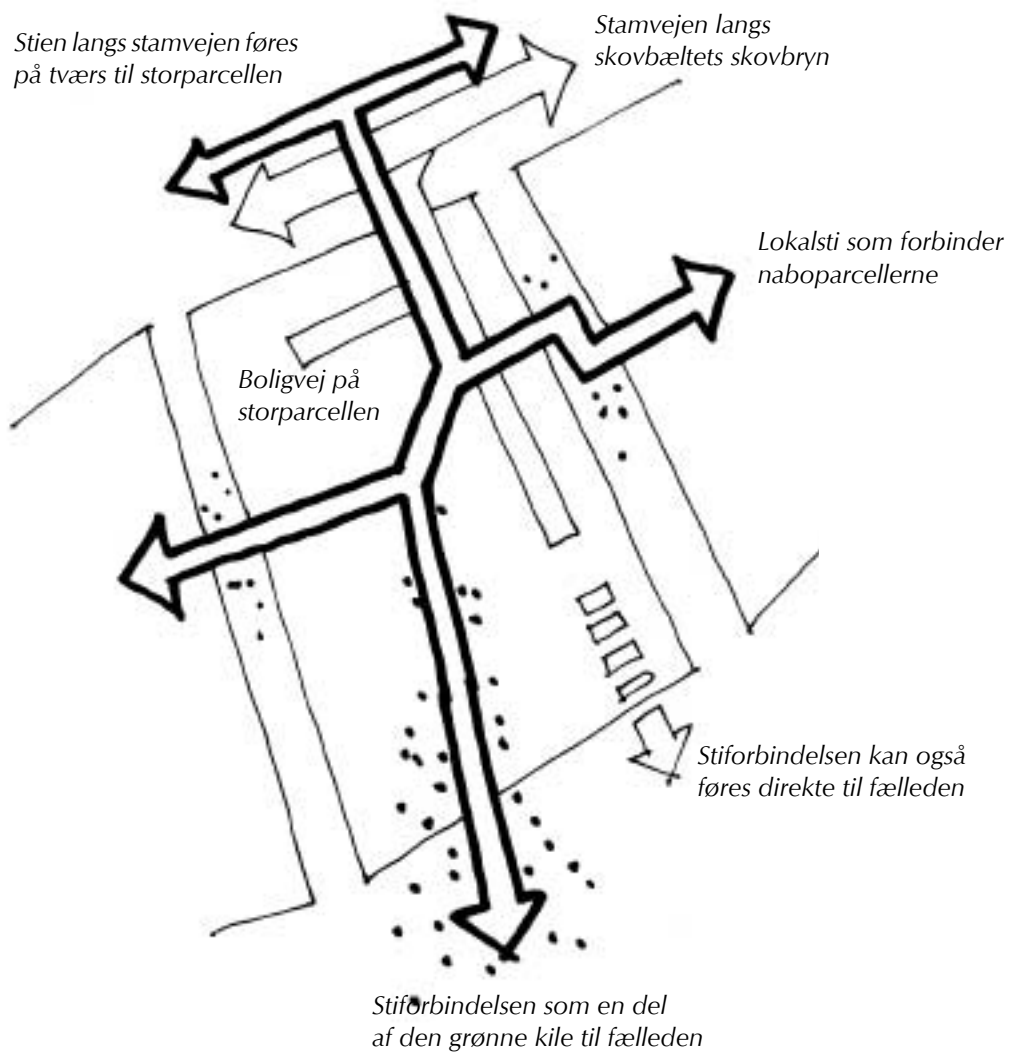 Stien langs stamvejen føres
på tværs til storparcellen
Stamvejen langs
skovbæltets skovbryn
Lokalsti som forbinder
naboparcellerne
Boligvej på
storparcellen
Stiforbindelsen kan også
føres direkte til fælleden
Stiforbindelsen som en del
af den grønne kile til fælleden